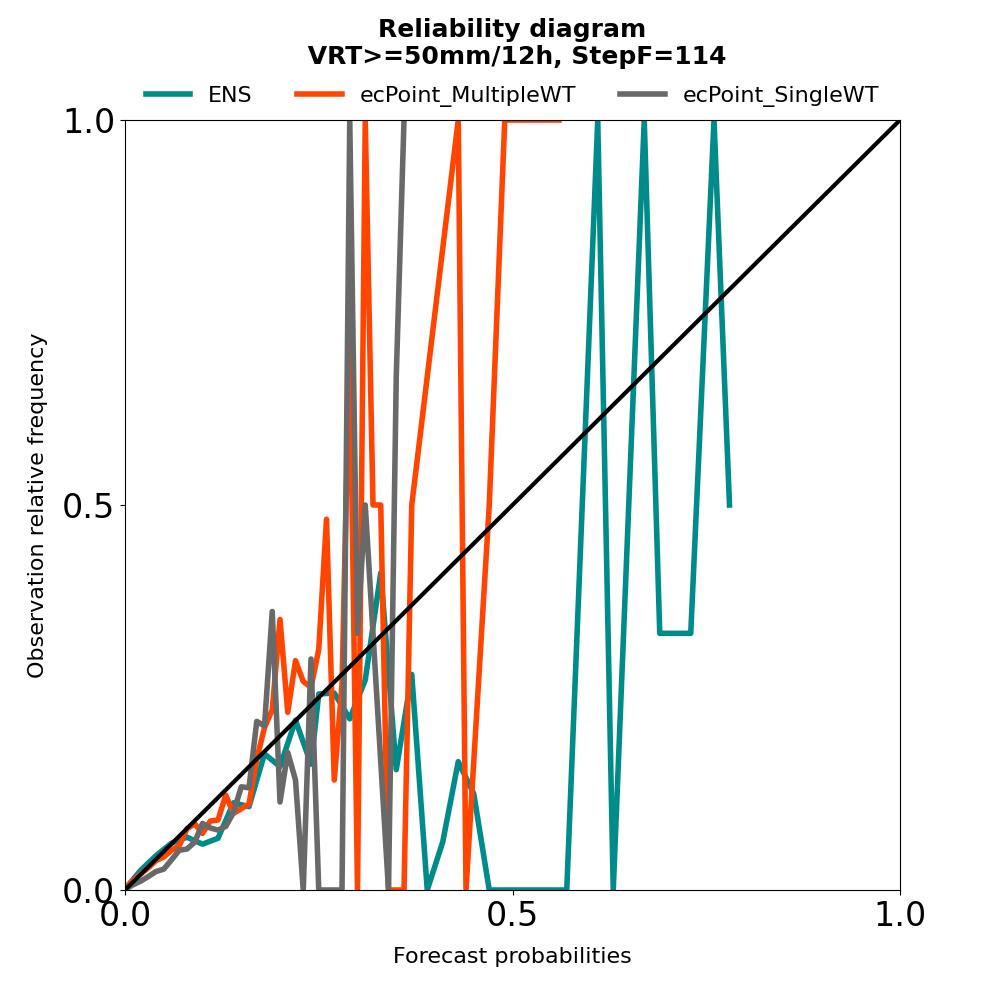 Reliability diagram
VRT>=50mm/12h, StepF=114
ENS ecPoint_MultipleWT ecPoint_SingleWT
1.0
0.5
0.0
Observation relative frequency
0.0 0.5 1.0
Forecast probabilities